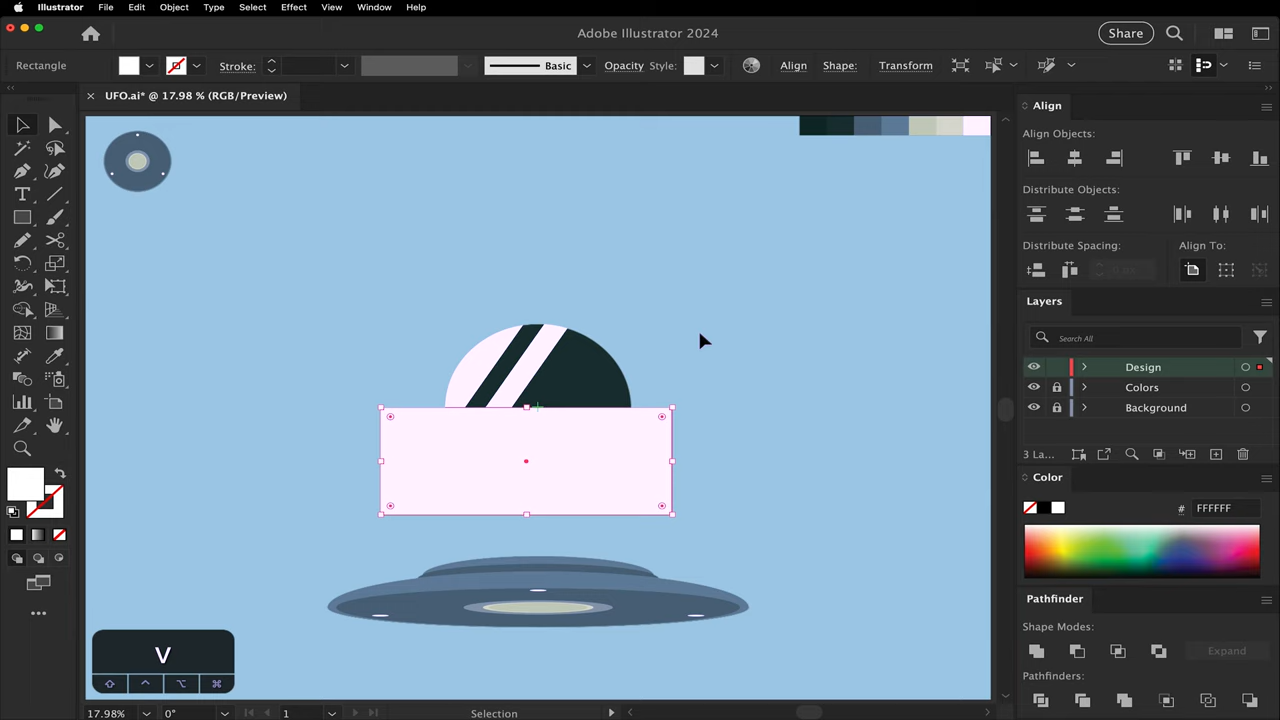 Illustrator File Edit Object Type Select Effect View Window Help
Adobe Illustrator 2024
Share
Rectangle
Stroke:
Basic
Opacity
Style:
Align
Shape:
Transform
UFO.ai* @ 17.98 % (RGB/Preview)
Align
Align Objects:
Distribute Objects:
Distribute Spacing:
Align To:
Layers
Search All
Design
Colors
Background
3 La...
Color
# FFFFFF
Pathfinder
Shape Modes:
Expand
Pathfinders:
V
17.98%
0°
1
Selection